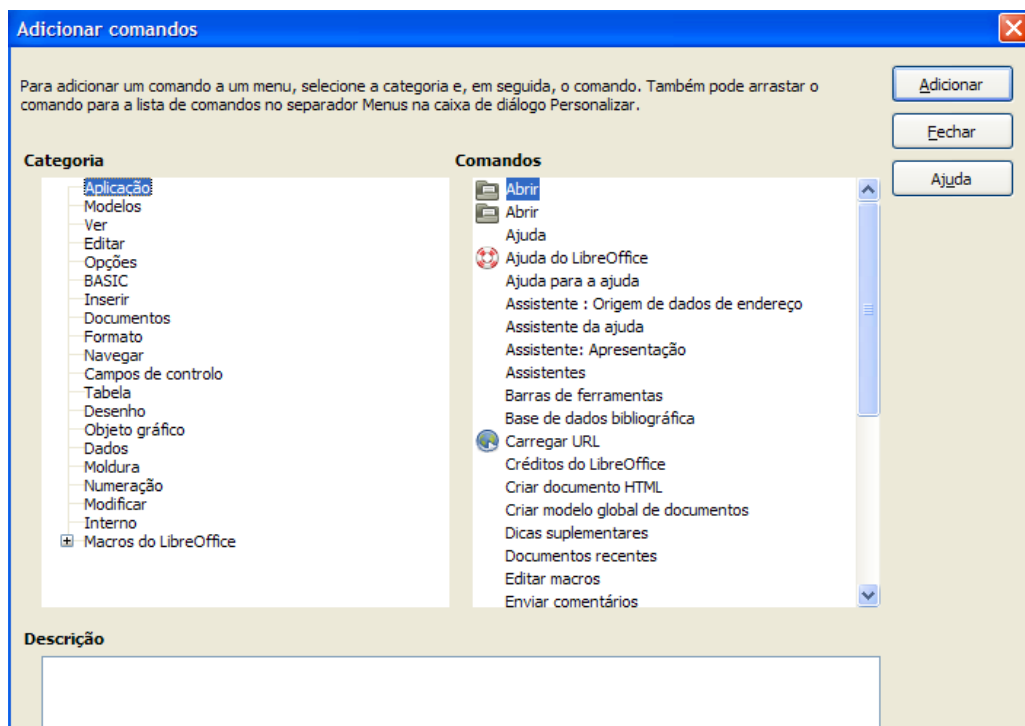 Adicionar comandos
Para adicionar um comando a um menu, selecione a categoria e, em seguida, o comando. Também pode arrastar o
comando para a lista de comandos no separador Menus na caixa de diálogo Personalizar.
Adicionar
Fechar
Ajuda
Categoria
Aplicação
Modelos
Ver
Editar
Opções
BASIC
Inserir
Documentos
Formato
Navegar
Campos de controlo
Tabela
Desenho
Objeto gráfico
Dados
Moldura
Numeração
Modificar
Interno
Macros do LibreOffice
Comandos
Abrir
Abrir
Ajuda
Ajuda do LibreOffice
Ajuda para a ajuda
Assistente : Origem de dados de endereço
Assistente da ajuda
Assistente: Apresentação
Assistentes
Barras de ferramentas
Base de dados bibliográfica
Carregar URL
Créditos do LibreOffice
Criar documento HTML
Criar modelo global de documentos
Dicas suplementares
Documentos recentes
Editar macros
Enviar comentários
Descrição